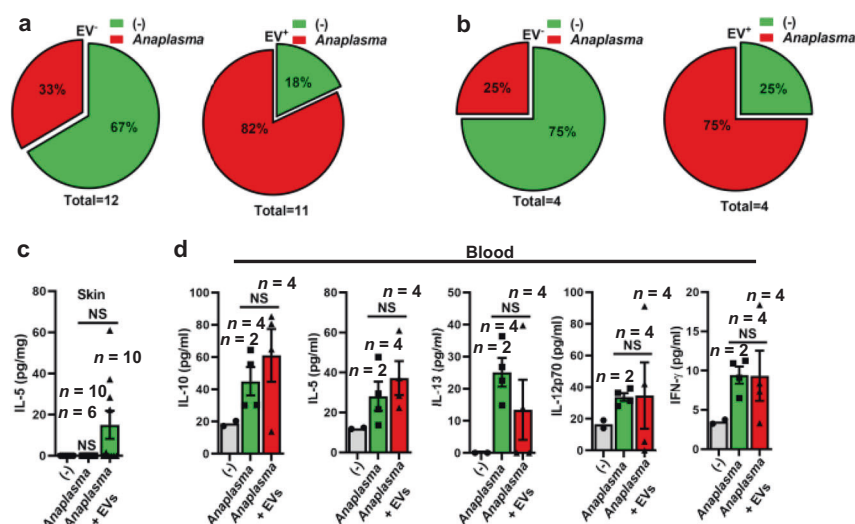 a
EV⁻
(-)
Anaplasma
33%
67%
Total=12
EV⁺
(-)
Anaplasma
18%
82%
Total=11
b
EV⁻
(-)
Anaplasma
25%
75%
Total=4
EV⁺
(-)
Anaplasma
25%
75%
Total=4
c
Skin
IL-5 (pg/mg)
80
60
40
20
0
NS
n = 10
n = 10
n = 6
NS
(-)
Anaplasma
Anaplasma
+ EVs
d
Blood
IL-10 (pg/ml)
100
80
60
40
20
0
n = 4
NS
n = 4
n = 2
(-)
Anaplasma
Anaplasma
+ EVs
IL-5 (pg/ml)
100
80
60
40
20
0
n = 4
NS
n = 4
n = 2
(-)
Anaplasma
Anaplasma
+ EVs
IL-13 (pg/ml)
50
40
30
20
10
0
n = 4
NS
n = 4
n = 2
(-)
Anaplasma
Anaplasma
+ EVs
IL-12p70 (pg/ml)
100
80
60
40
20
0
n = 4
n = 4
NS
n = 2
(-)
Anaplasma
Anaplasma
+ EVs
IFN-γ (pg/ml)
20
15
10
5
0
n = 4
n = 4
NS
n = 2
(-)
Anaplasma
Anaplasma
+ EVs